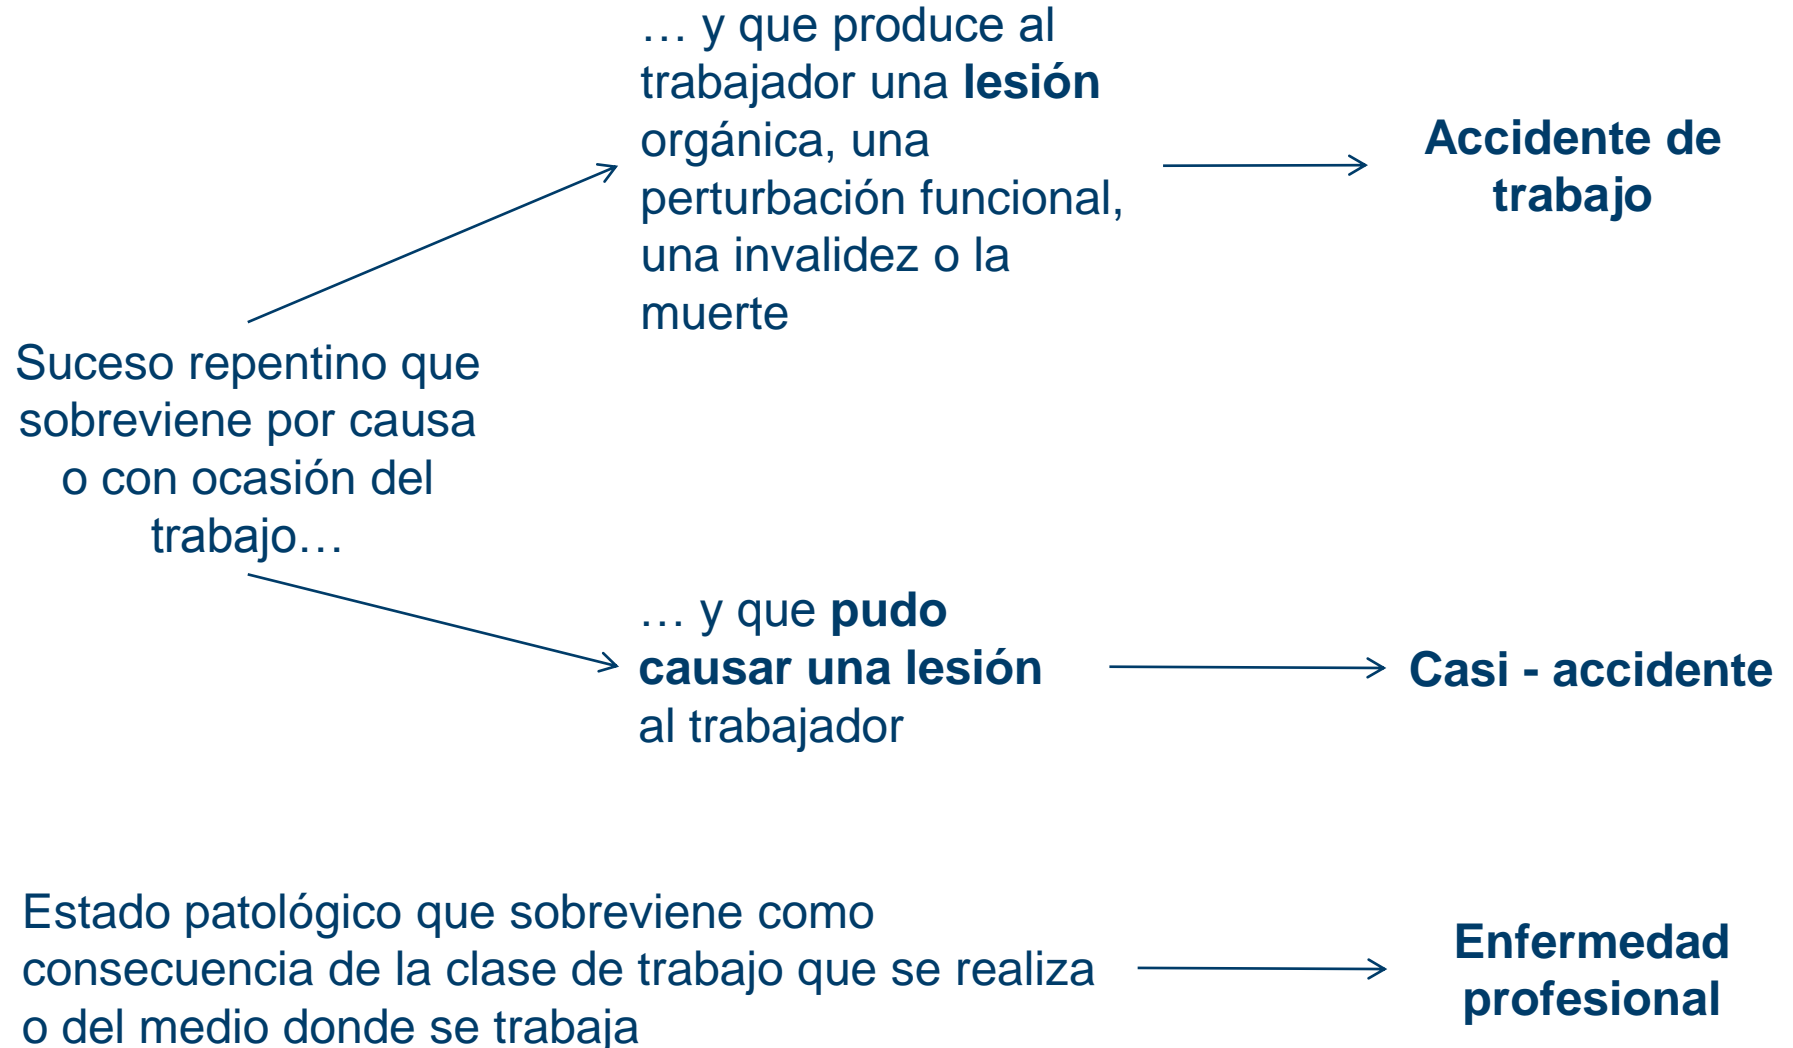 … y que produce al
trabajador una lesión
orgánica, una
perturbación funcional,
una invalidez o la
muerte
Accidente de
trabajo
Suceso repentino que
sobreviene por causa
o con ocasión del
trabajo…
… y que pudo
causar una lesión
al trabajador
Casi - accidente
Estado patológico que sobreviene como
consecuencia de la clase de trabajo que se realiza
o del medio donde se trabaja
Enfermedad
profesional